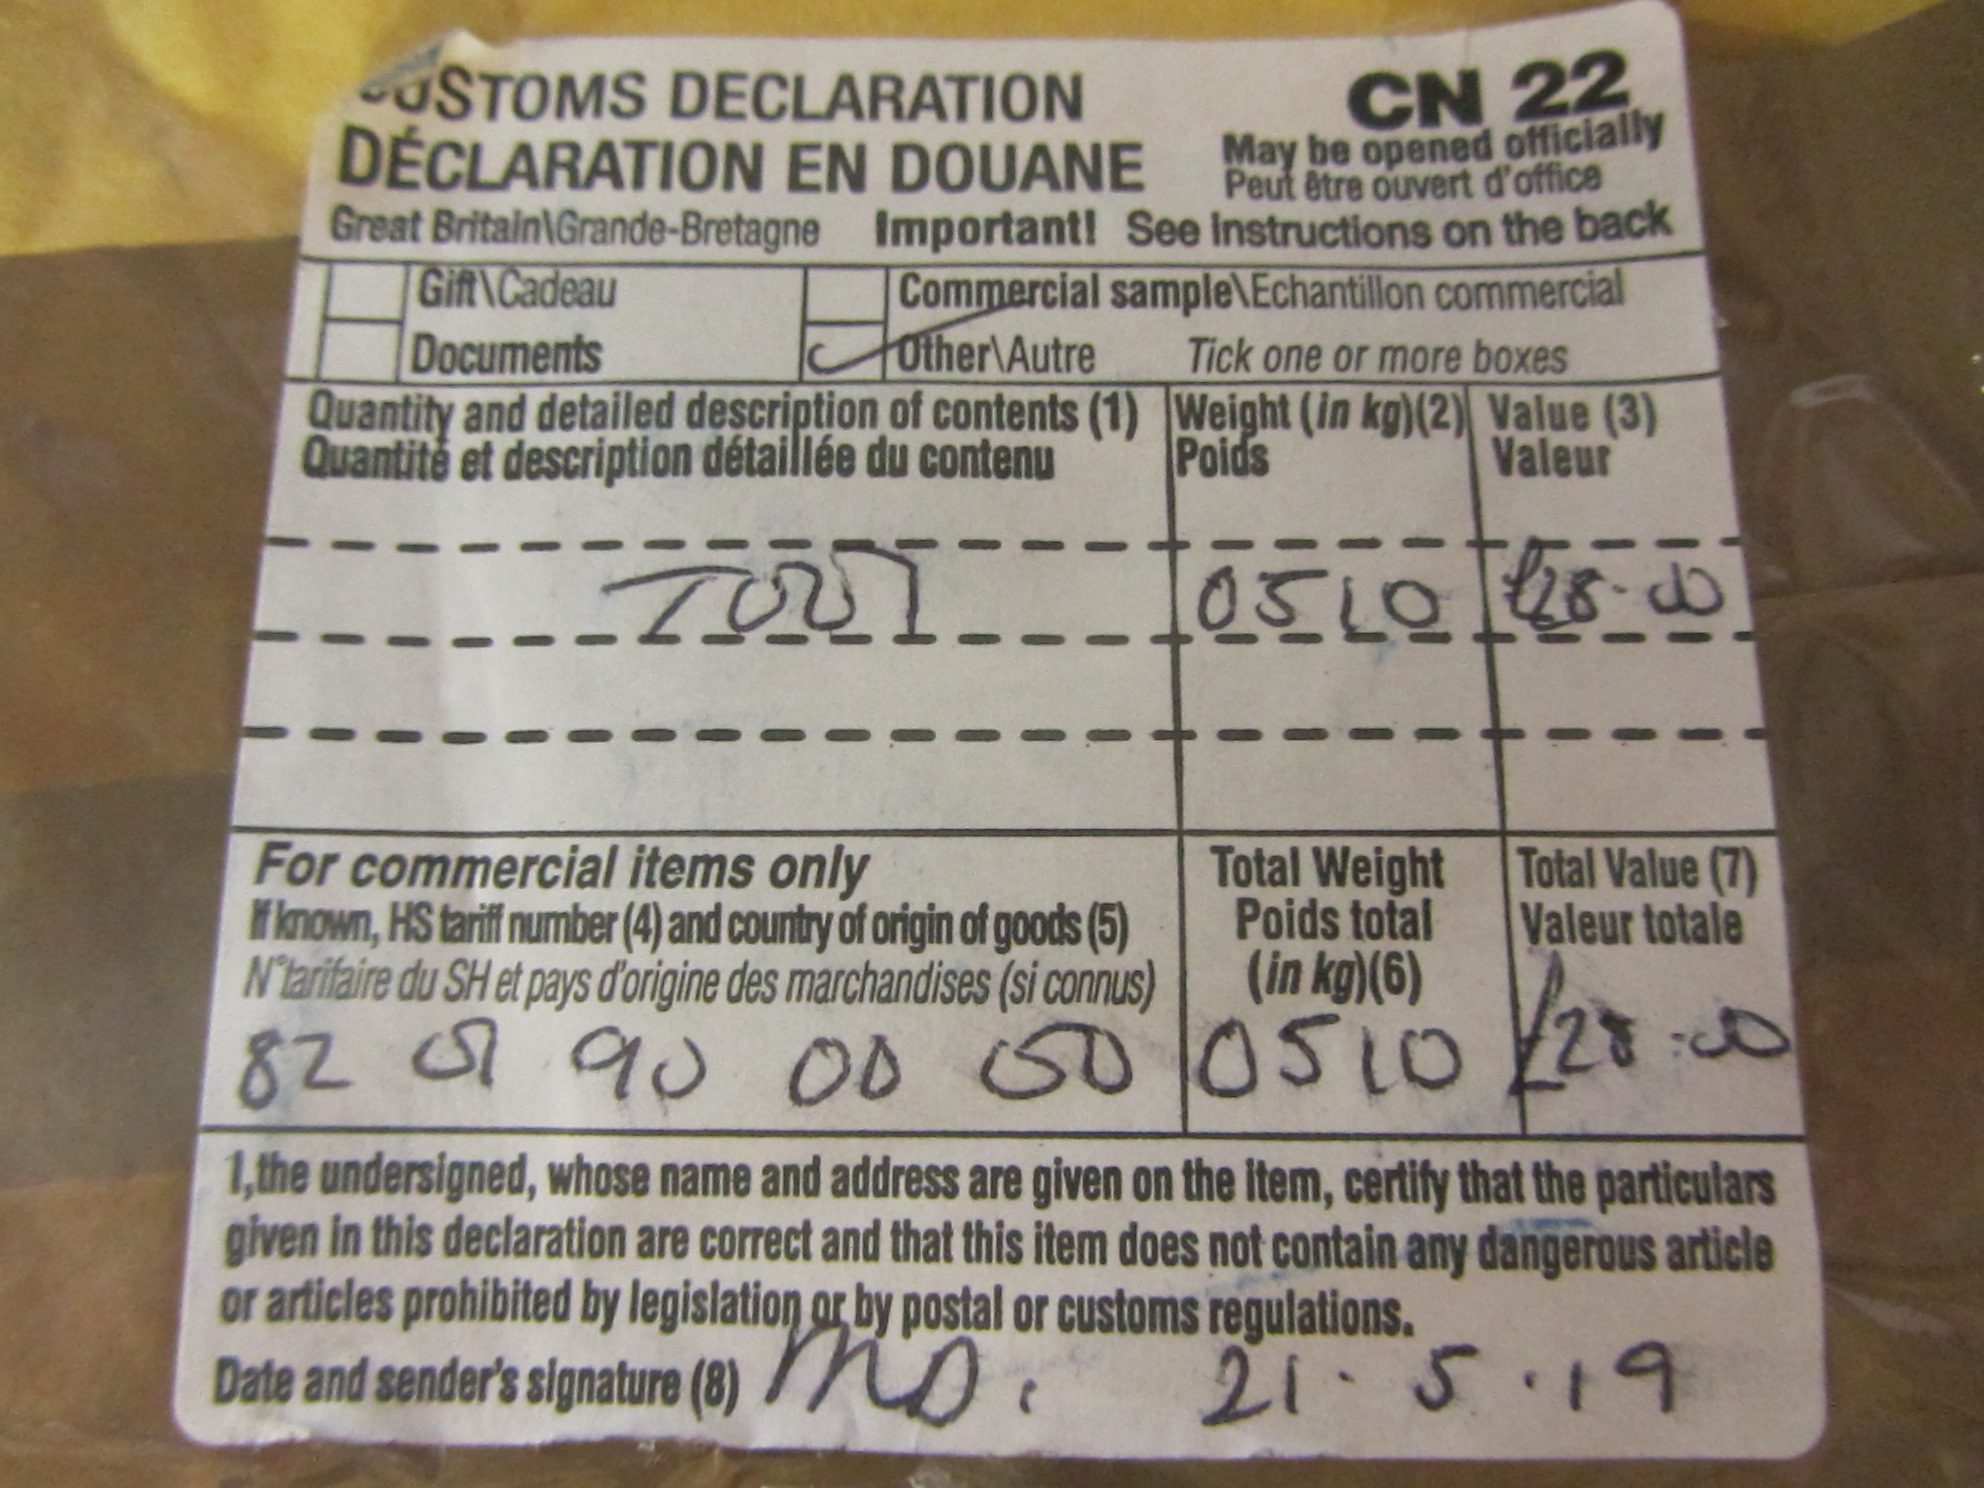 CUSTOMS DECLARATION
DÉCLARATION EN DOUANE
CN 22
May be opened officially
Peut être ouvert d'office
Great Britain\Grande-Bretagne Important! See instructions on the back
Gift\Cadeau Commercial sample\Echantillon commercial
Documents Other\Autre Tick one or more boxes
Quantity and detailed description of contents (1) Weight (in kg)(2) Value (3)
Quantité et description détaillée du contenu Poids Valeur
0510 £28.00
For commercial items only Total Weight Total Value (7)
If known, HS tariff number (4) and country of origin of goods (5) Poids total Valeur totale
N°tarifaire du SH et pays d'origine des marchandises (si connus) (in kg)(6)
82 05 90 00 00 0510 £28.00
I,the undersigned, whose name and address are given on the item, certify that the particulars
given in this declaration are correct and that this item does not contain any dangerous article
or articles prohibited by legislation or by postal or customs regulations.
Date and sender's signature (8) 21.5.19